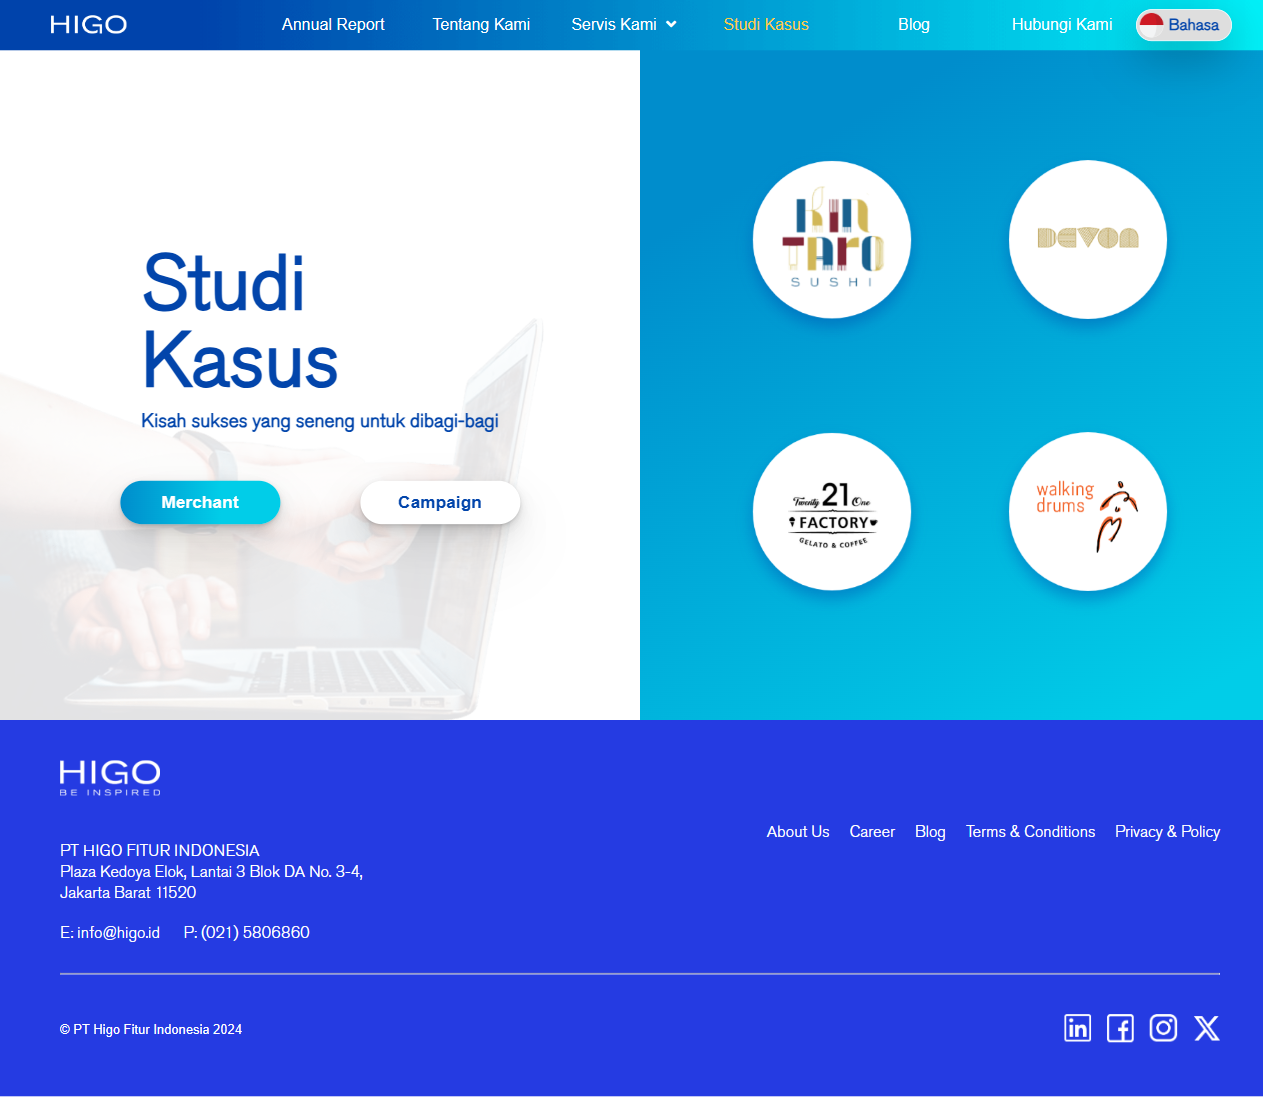 HIGO
Annual Report
Tentang Kami
Servis Kami
Studi Kasus
Blog
Hubungi Kami
Bahasa
Studi
Kasus
Kisah sukses yang seneng untuk dibagi-bagi
Merchant
Campaign
KIN
TARO
SUSHI
DEVON
Twenty 21 One
FACTORY
GELATO & COFFEE
walking
drums
HIGO
BE INSPIRED
PT HIGO FITUR INDONESIA
Plaza Kedoya Elok, Lantai 3 Blok DA No. 3-4,
Jakarta Barat 11520
E: info@higo.id P: (021) 5806860
About Us
Career
Blog
Terms & Conditions
Privacy & Policy
© PT Higo Fitur Indonesia 2024